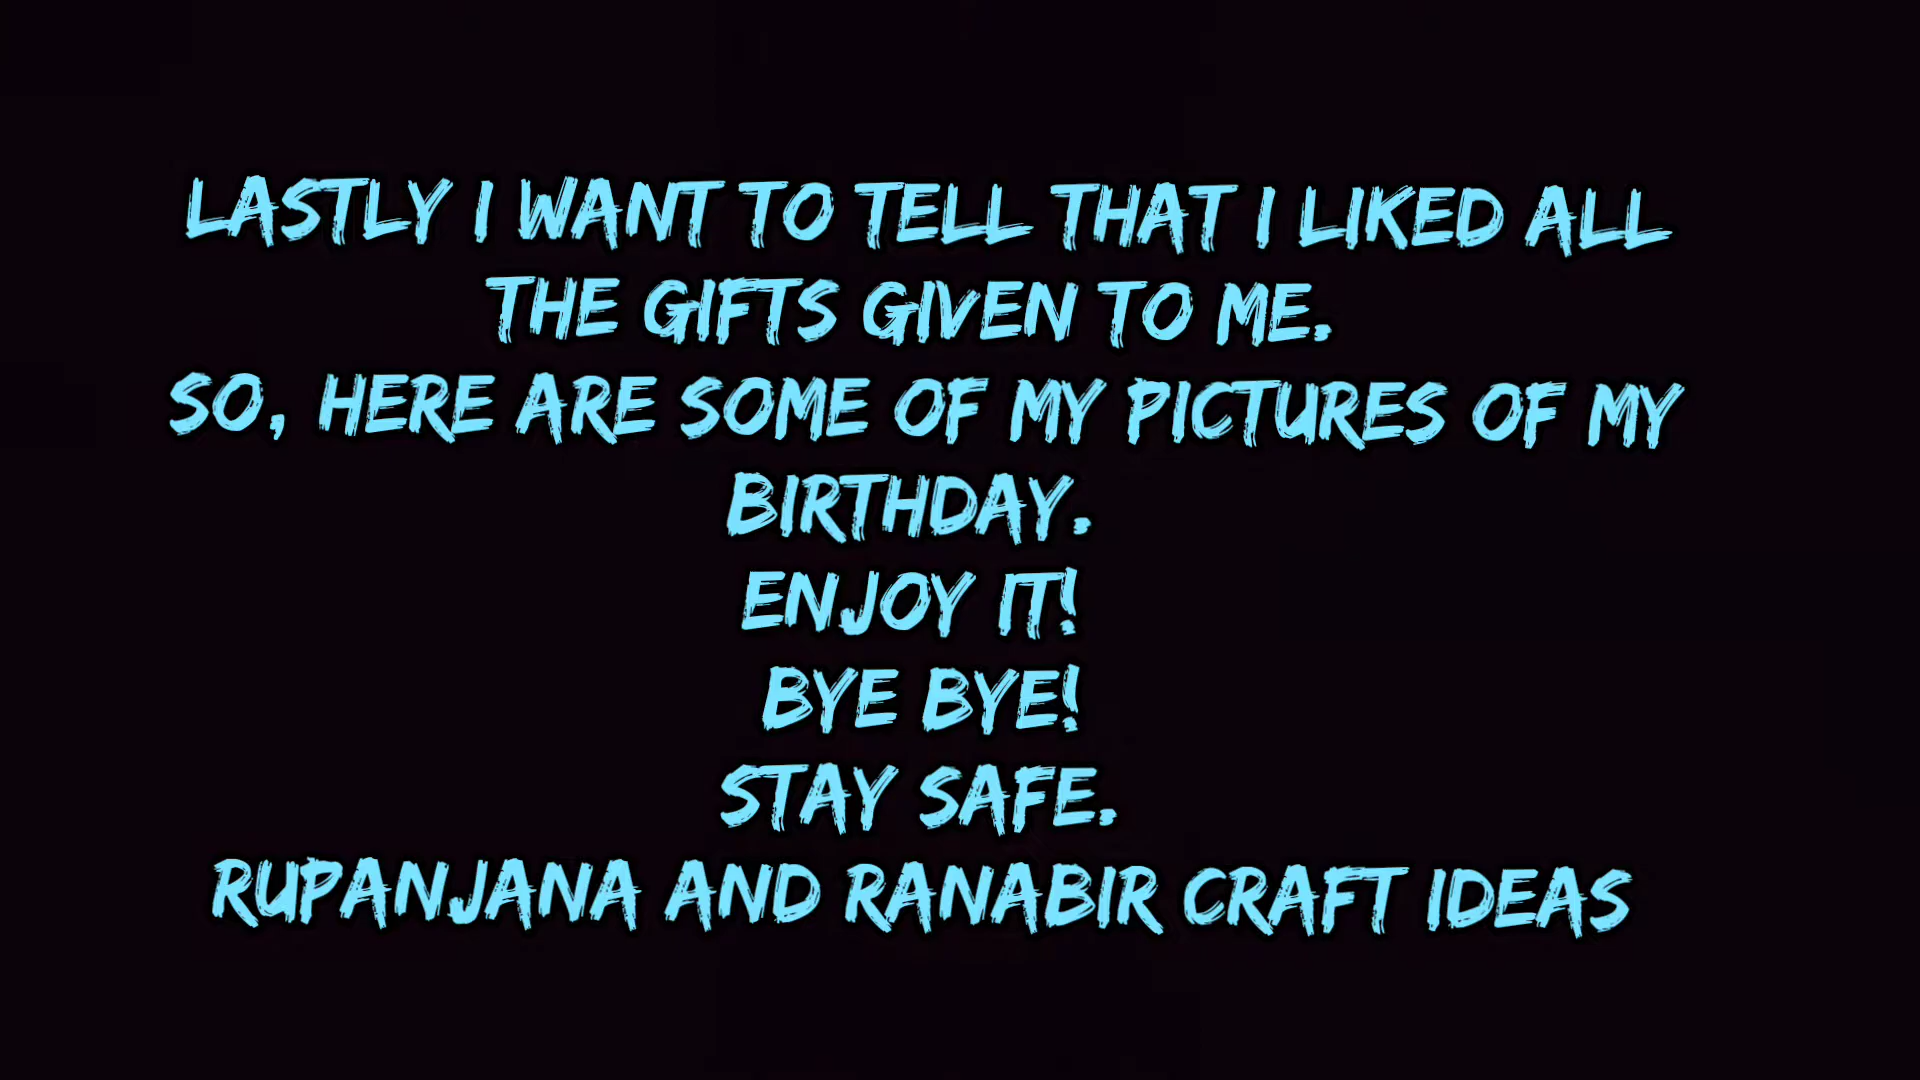 LASTLY I WANT TO TELL THAT I LIKED ALL
THE GIFTS GIVEN TO ME.
SO, HERE ARE SOME OF MY PICTURES OF MY
BIRTHDAY.
ENJOY IT!
BYE BYE!
STAY SAFE.
RUPANJANA AND RANABIR CRAFT IDEAS